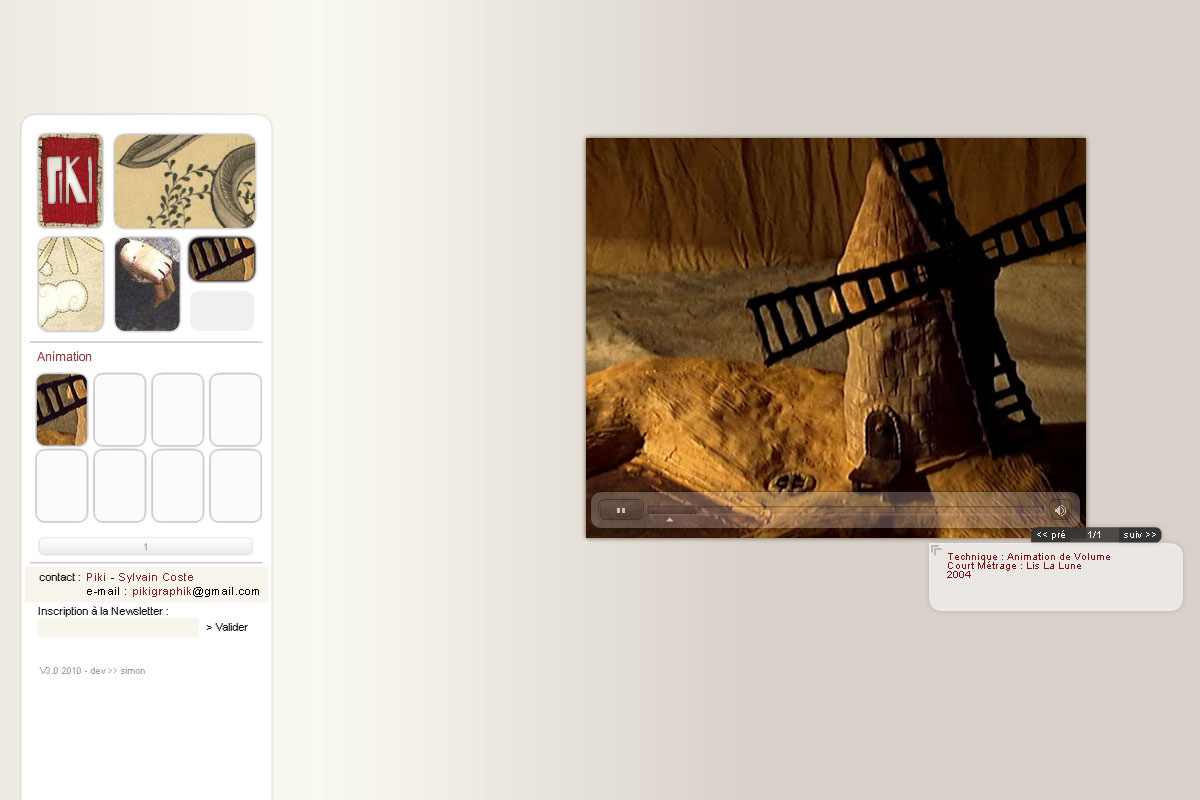 PIKI
Animation
1
contact : Piki - Sylvain Coste
e-mail : pikigraphik@gmail.com
Inscription à la Newsletter :
> Valider
V3.0 2010 - dev >> simon
<< pré 1/1 suiv >>
Technique : Animation de Volume
Court Métrage : Lis La Lune
2004